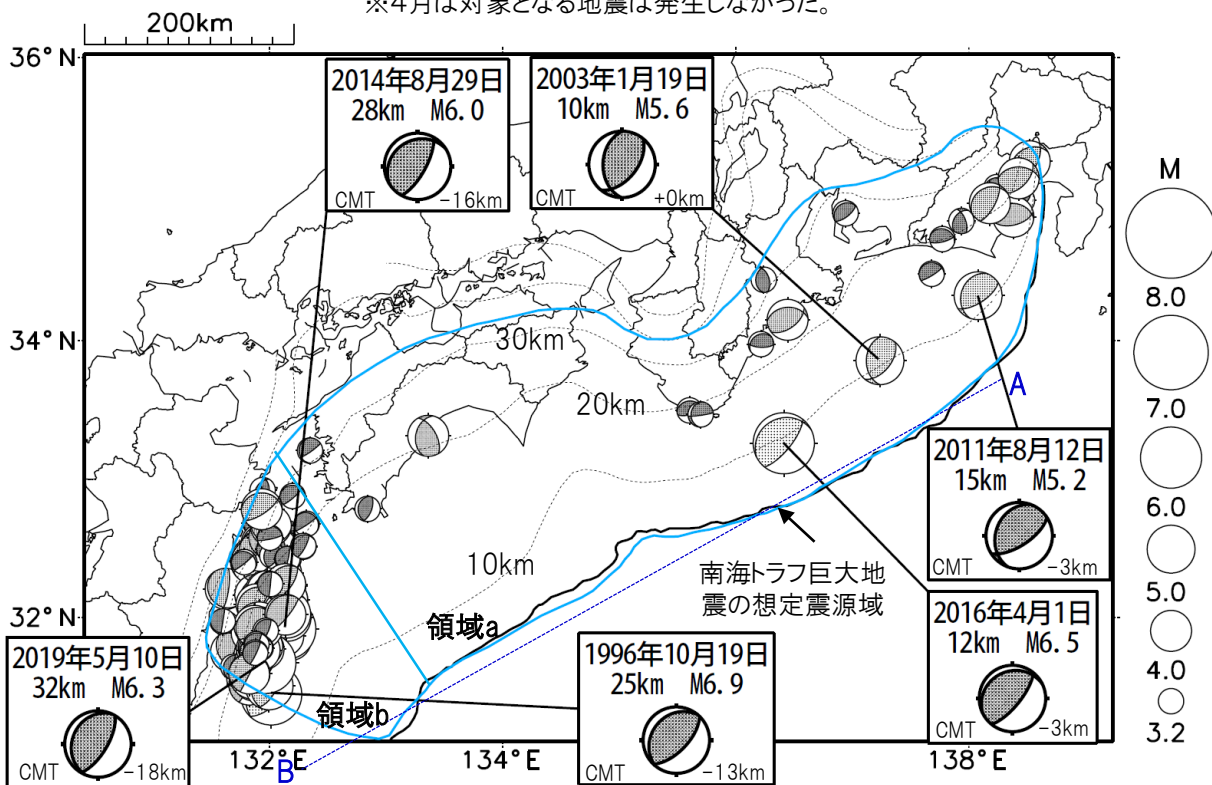 ※4月は対象となる地震は発生しなかった。
200km
36°N
34°N
32°N
132°E
134°E
138°E
2014年8月29日
28km M6.0
CMT -16km
2003年1月19日
10km M5.6
CMT +0km
30km
20km
10km
A
B
2011年8月12日
15km M5.2
CMT -3km
南海トラフ巨大地
震の想定震源域
領域a
領域b
2016年4月1日
12km M6.5
CMT -3km
2019年5月10日
32km M6.3
CMT -18km
1996年10月19日
25km M6.9
CMT -13km
M
8.0
7.0
6.0
5.0
4.0
3.2